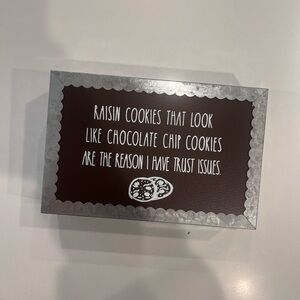 RAISIN COOKIES THAT LOOK
LIKE CHOCOLATE CHIP COOKIES
ARE THE REASON I HAVE TRUST ISSUES.